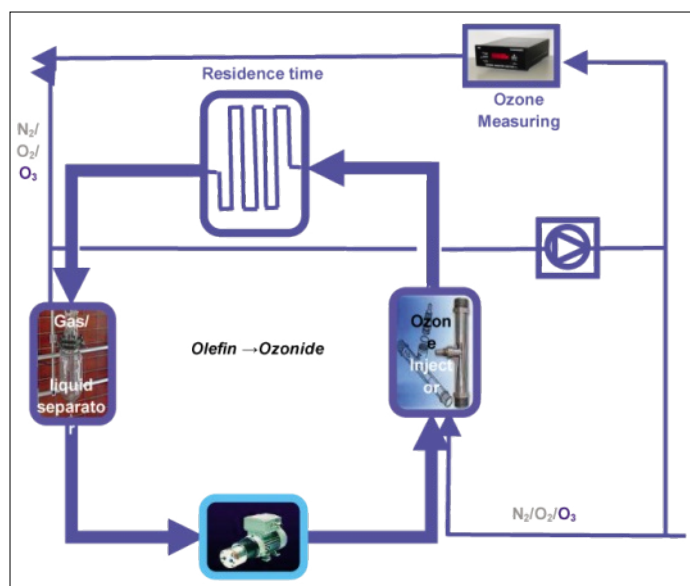 Residence time
Ozone
Measuring
N₂/
O₂/
O₃
Gas/
liquid
separato
r
Olefin →Ozonide
Ozon
e
Inject
or
N₂/O₂/O₃